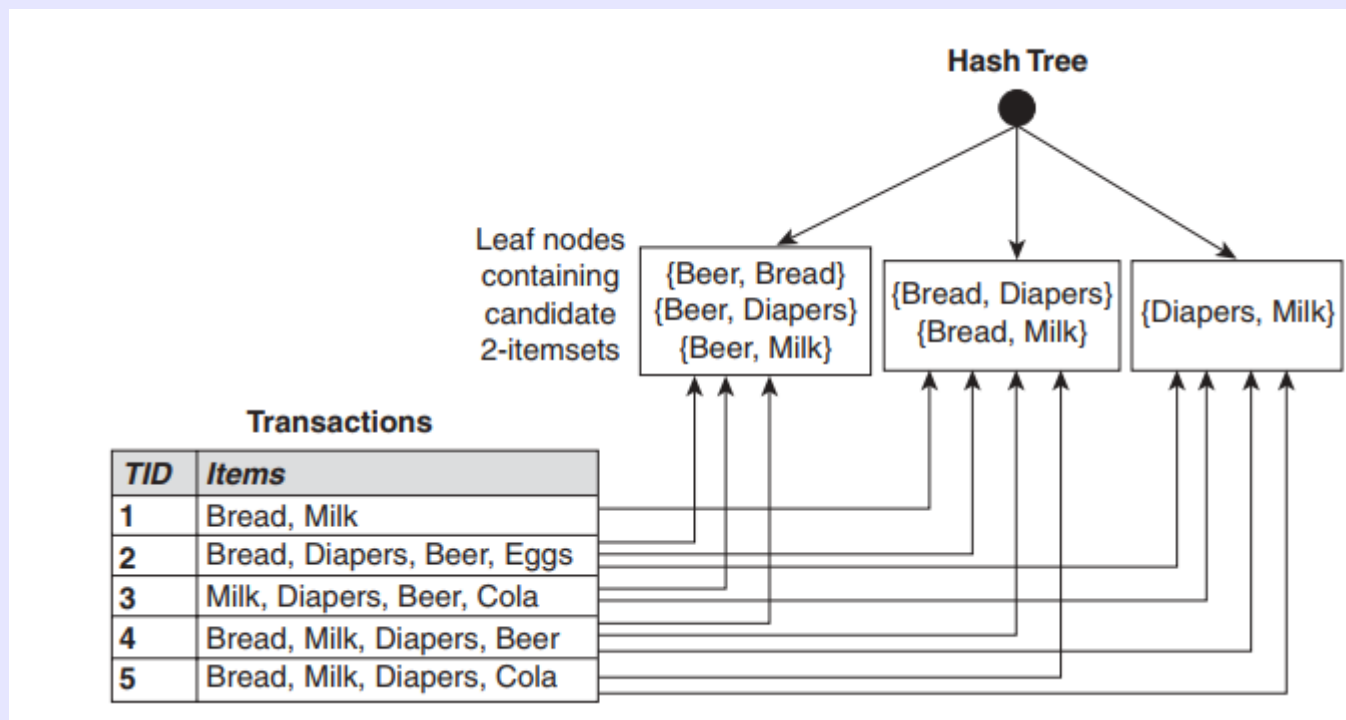 Hash Tree
Leaf nodes
containing
candidate
2-itemsets
{Beer, Bread}
{Beer, Diapers}
{Beer, Milk}
{Bread, Diapers}
{Bread, Milk}
{Diapers, Milk}
Transactions
TID Items
1 Bread, Milk
2 Bread, Diapers, Beer, Eggs
3 Milk, Diapers, Beer, Cola
4 Bread, Milk, Diapers, Beer
5 Bread, Milk, Diapers, Cola